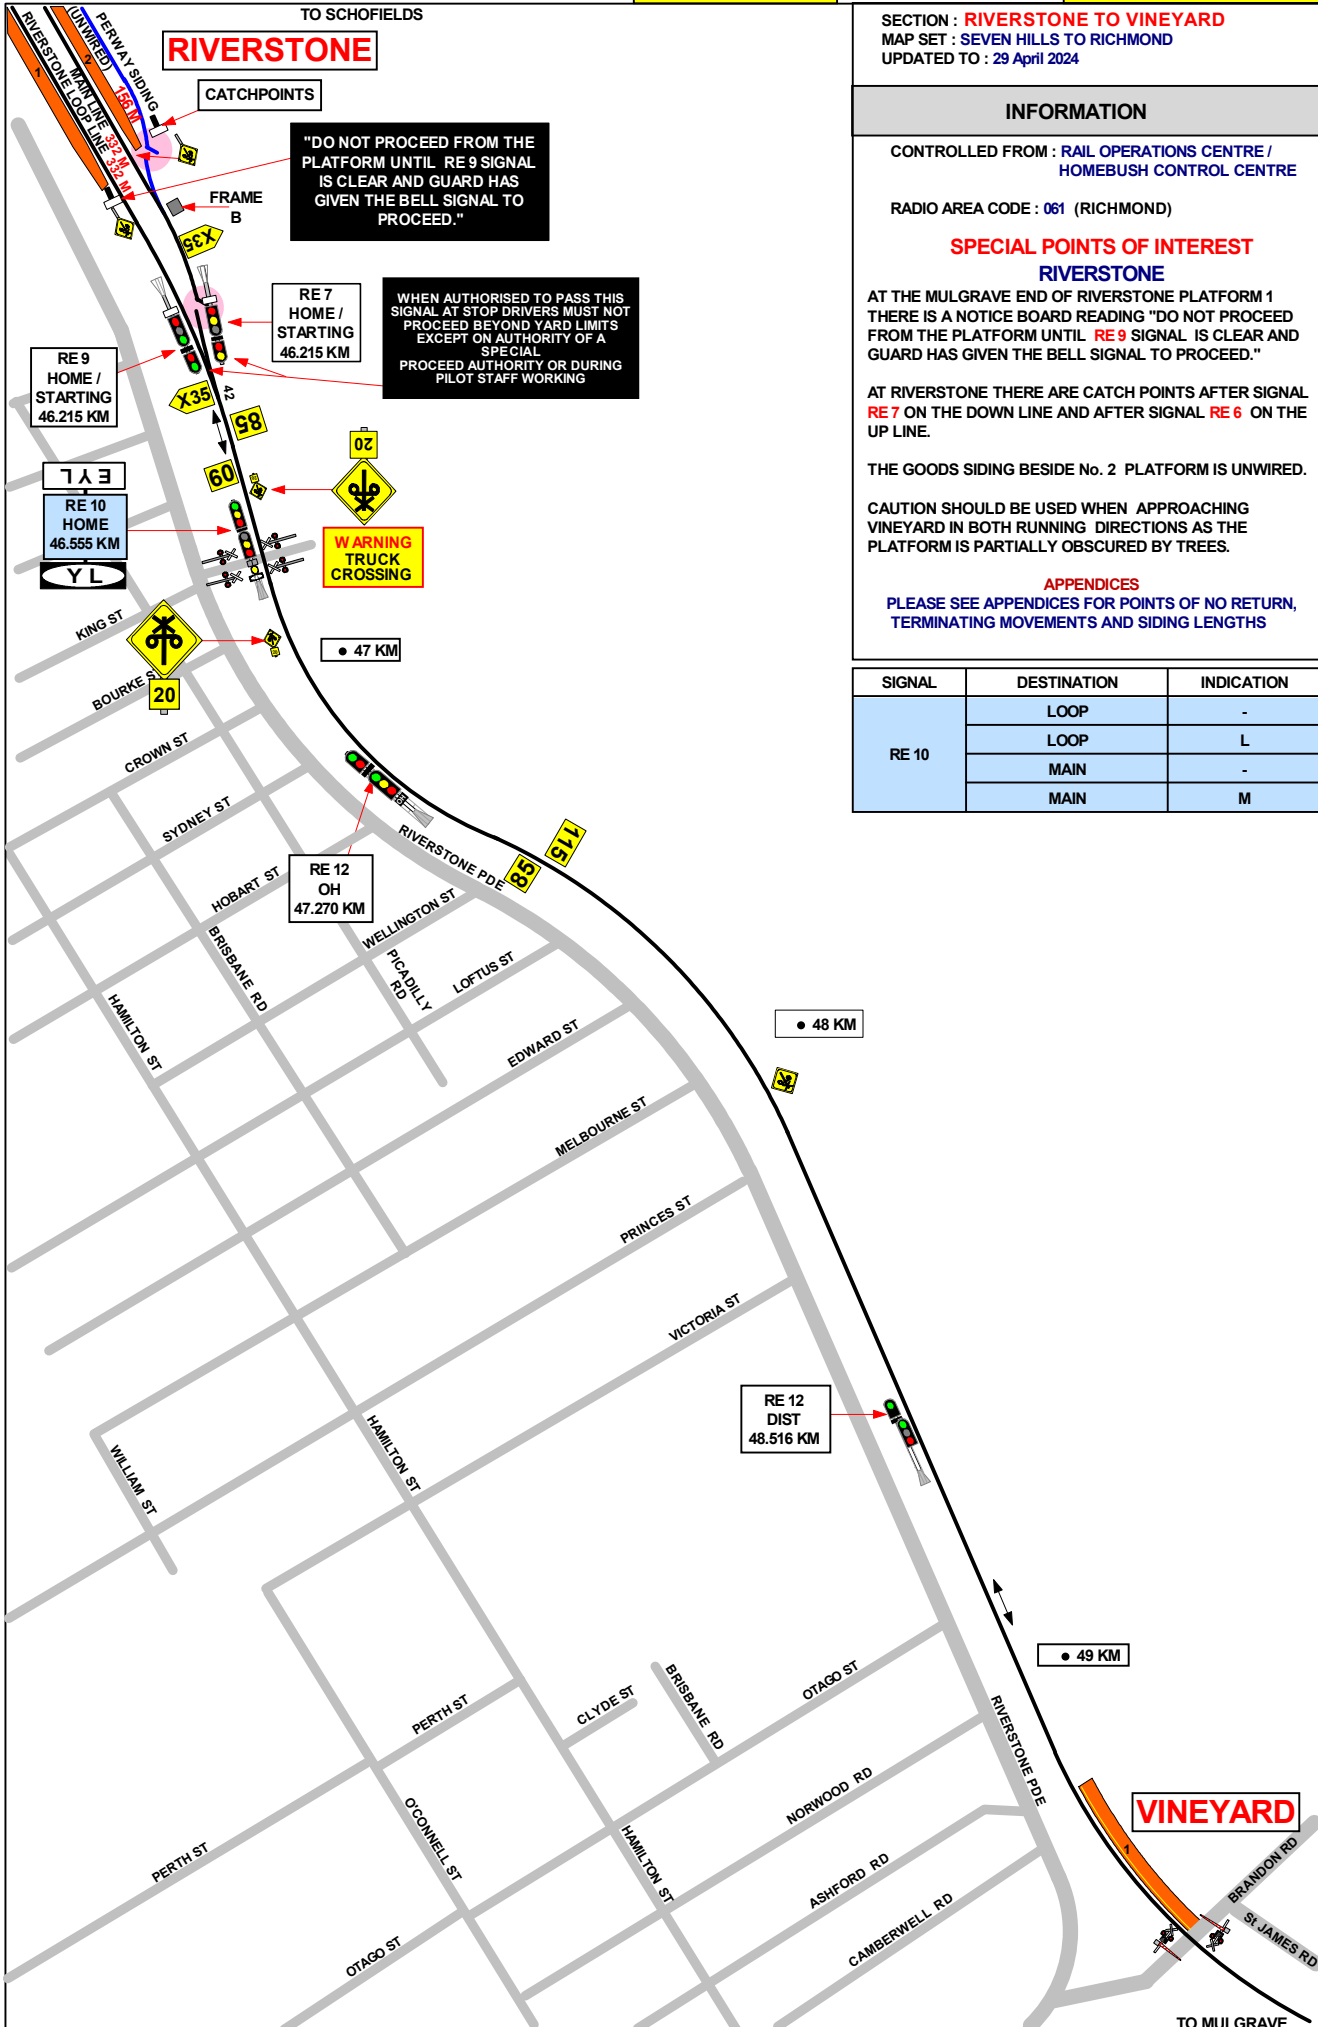 TO SCHOFIELDS
RIVERSTONE
RIVERSTONE LOOP LINE
332 M
MAIN LINE
332 M
(UNWIRED)
PERWAY SIDING
156 M
1
2
CATCHPOINTS
"DO NOT PROCEED FROM THE
PLATFORM UNTIL RE 9 SIGNAL
IS CLEAR AND GUARD HAS
GIVEN THE BELL SIGNAL TO
PROCEED."
FRAME
B
X35
RE 7
HOME /
STARTING
46.215 KM
WHEN AUTHORISED TO PASS THIS
SIGNAL AT STOP DRIVERS MUST NOT
PROCEED BEYOND YARD LIMITS
EXCEPT ON AUTHORITY OF A
SPECIAL
PROCEED AUTHORITY OR DURING
PILOT STAFF WORKING
RE 9
HOME /
STARTING
46.215 KM
X35
42
85
60
20
EYL
RE 10
HOME
46.555 KM
YL
WARNING
TRUCK
CROSSING
KING ST
20
47 KM
BOURKE S
CROWN ST
SYDNEY ST
HOBART ST
RE 12
OH
47.270 KM
RIVERSTONE PDE
85
115
WELLINGTON ST
BRISBANE RD
PICADILLY
RD
LOFTUS ST
HAMILTON ST
EDWARD ST
48 KM
MELBOURNE ST
PRINCES ST
VICTORIA ST
RE 12
DIST
48.516 KM
HAMILTON ST
WILLIAM ST
49 KM
PERTH ST
CLYDE ST
BRISBANE RD
OTAGO ST
RIVERSTONE PDE
NORWOOD RD
O'CONNELL ST
HAMILTON ST
PERTH ST
ASHFORD RD
CAMBERWELL RD
OTAGO ST
VINEYARD
1
BRANDON RD
St JAMES RD
TO MULGRAVE
SECTION : RIVERSTONE TO VINEYARD
MAP SET : SEVEN HILLS TO RICHMOND
UPDATED TO : 29 April 2024
INFORMATION
CONTROLLED FROM : RAIL OPERATIONS CENTRE /
HOMEBUSH CONTROL CENTRE
RADIO AREA CODE : 061 (RICHMOND)
SPECIAL POINTS OF INTEREST
RIVERSTONE
AT THE MULGRAVE END OF RIVERSTONE PLATFORM 1
THERE IS A NOTICE BOARD READING "DO NOT PROCEED
FROM THE PLATFORM UNTIL RE 9 SIGNAL IS CLEAR AND
GUARD HAS GIVEN THE BELL SIGNAL TO PROCEED."
AT RIVERSTONE THERE ARE CATCH POINTS AFTER SIGNAL
RE 7 ON THE DOWN LINE AND AFTER SIGNAL RE 6 ON THE
UP LINE.
THE GOODS SIDING BESIDE No. 2 PLATFORM IS UNWIRED.
CAUTION SHOULD BE USED WHEN APPROACHING
VINEYARD IN BOTH RUNNING DIRECTIONS AS THE
PLATFORM IS PARTIALLY OBSCURED BY TREES.
APPENDICES
PLEASE SEE APPENDICES FOR POINTS OF NO RETURN,
TERMINATING MOVEMENTS AND SIDING LENGTHS
SIGNAL DESTINATION INDICATION
RE 10
LOOP -
LOOP L
MAIN -
MAIN M